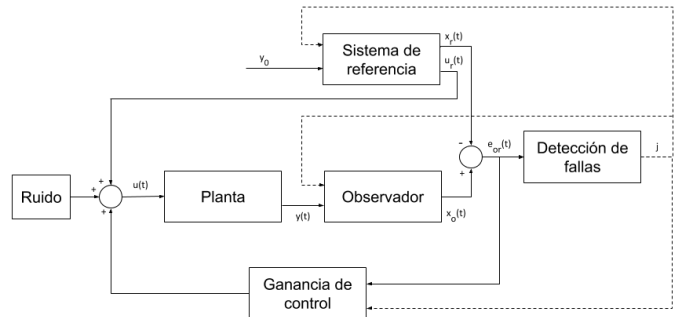 x_r(t)
Sistema de
referencia
y_0
u_r(t)
-
e_or(t)
Detección de
fallas
j
+
+
+
+
Ruido
u(t)
Planta
y(t)
Observador
x_o(t)
Ganancia de
control